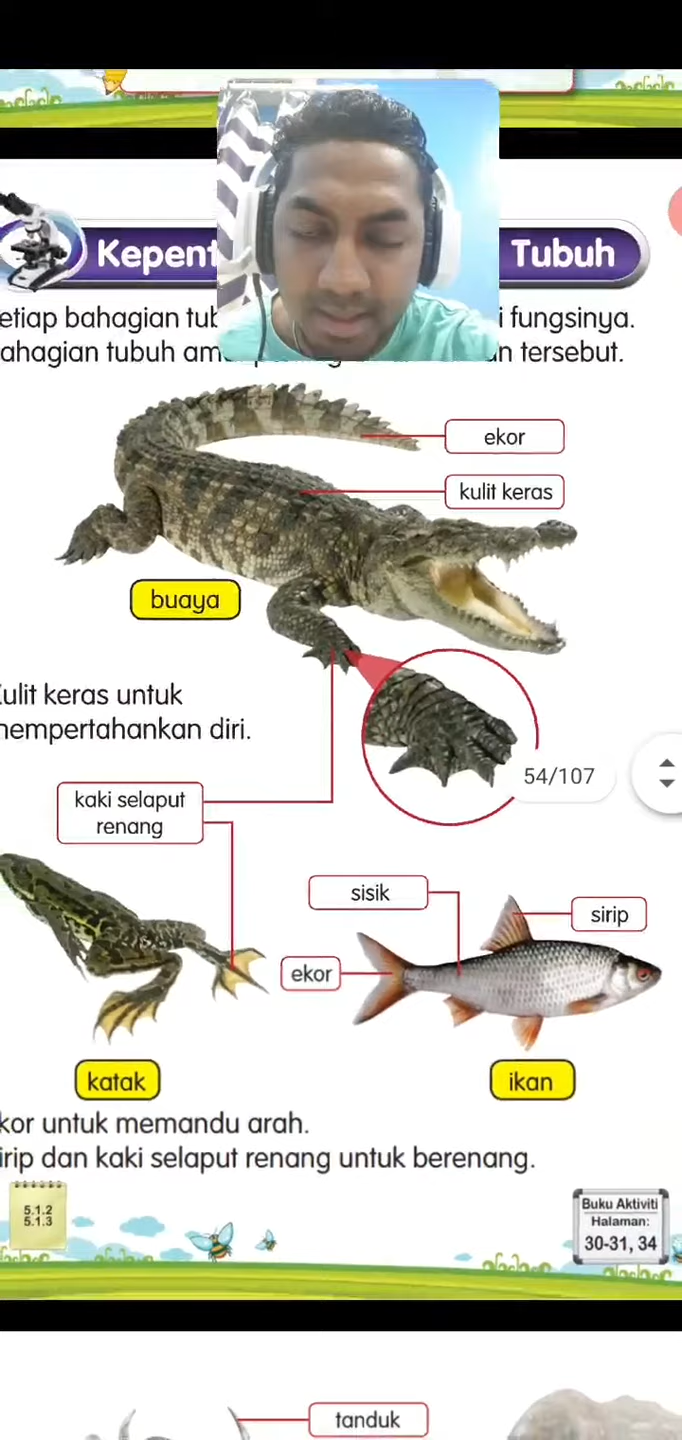 Kepent
Tubuh
etiap bahagian tub
i fungsinya.
ahagian tubuh am
n tersebut.
ekor
kulit keras
buaya
Kulit keras untuk
mempertahankan diri.
54/107
kaki selaput
renang
sisik
sirip
ekor
katak
ikan
kor untuk memandu arah.
irip dan kaki selaput renang untuk berenang.
5.1.2
5.1.3
Buku Aktiviti
Halaman:
30-31, 34
tanduk